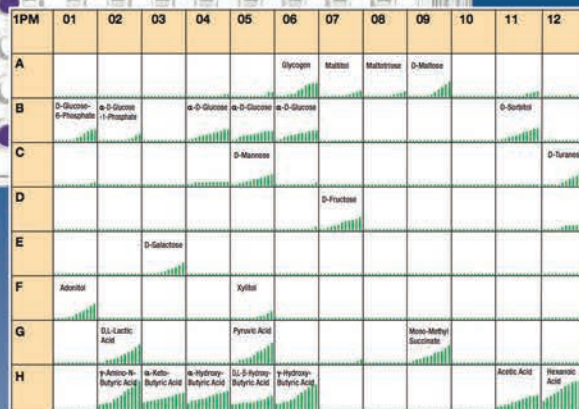 1PM 01 02 03 04 05 06 07 08 09 10 11 12
A Glycogen Maltitol Maltotriose D-Maltose
B D-Glucose-6-Phosphate α-D-Glucose-1-Phosphate α-D-Glucose α-D-Glucose α-D-Glucose D-Sorbitol
C D-Mannose D-Turanose
D D-Fructose
E D-Galactose
F Adonitol Xylitol
G D,L-Lactic Acid Pyruvic Acid Mono-Methyl Succinate
H γ-Amino-N-Butyric Acid α-Keto-Butyric Acid α-Hydroxy-Butyric Acid D,L-β-Hydroxy-Butyric Acid γ-Hydroxy-Butyric Acid Acetic Acid Hexanoic Acid